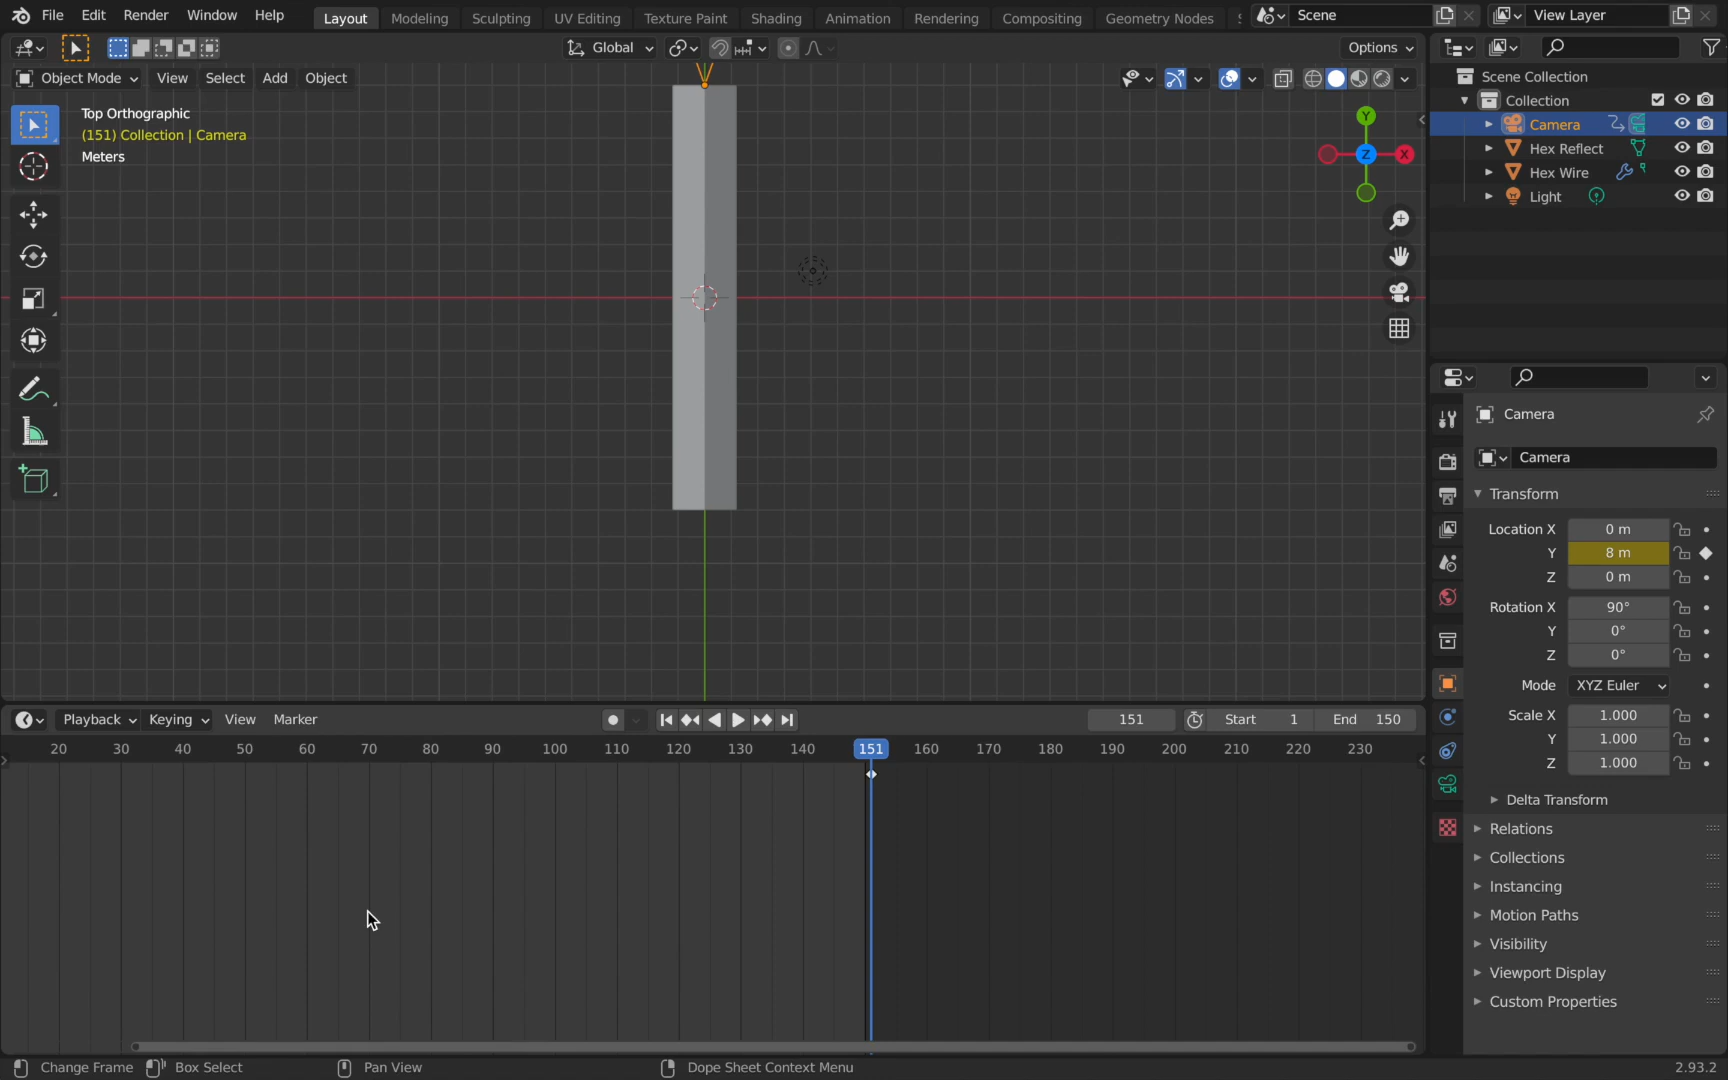 File Edit Render Window Help Layout Modeling Sculpting UV Editing Texture Paint Shading Animation Rendering Compositing Geometry Nodes Scene View Layer
Global Options
Object Mode View Select Add Object
Top Orthographic
(151) Collection | Camera
Meters
Y
Z X
Scene Collection
Collection
Camera
Hex Reflect
Hex Wire
Light
Camera
Camera
Transform
Location X 0 m
Y 8 m
Z 0 m
Rotation X 90°
Y 0°
Z 0°
Mode XYZ Euler
Scale X 1.000
Y 1.000
Z 1.000
Delta Transform
Relations
Collections
Instancing
Motion Paths
Visibility
Viewport Display
Custom Properties
Playback Keying View Marker 151 Start 1 End 150
20 30 40 50 60 70 80 90 100 110 120 130 140 151 160 170 180 190 200 210 220 230
Change Frame Box Select Pan View Dope Sheet Context Menu 2.93.2